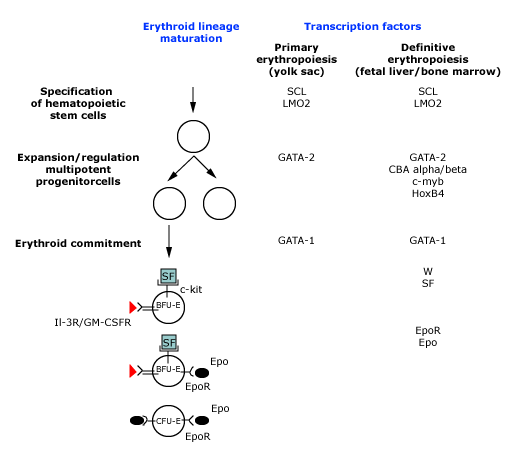 Erythroid lineage
maturation
Transcription factors
Primary
erythropoiesis
(yolk sac)
Definitive
erythropoiesis
(fetal liver/bone marrow)
Specification
of hematopoietic
stem cells
SCL
LMO2
SCL
LMO2
Expansion/regulation
multipotent
progenitorcells
GATA-2
GATA-2
CBA alpha/beta
c-myb
HoxB4
Erythroid commitment
GATA-1
GATA-1
SF
c-kit
BFU-E
Il-3R/GM-CSFR
W
SF
SF
BFU-E
Epo
EpoR
EpoR
Epo
CFU-E
Epo
EpoR